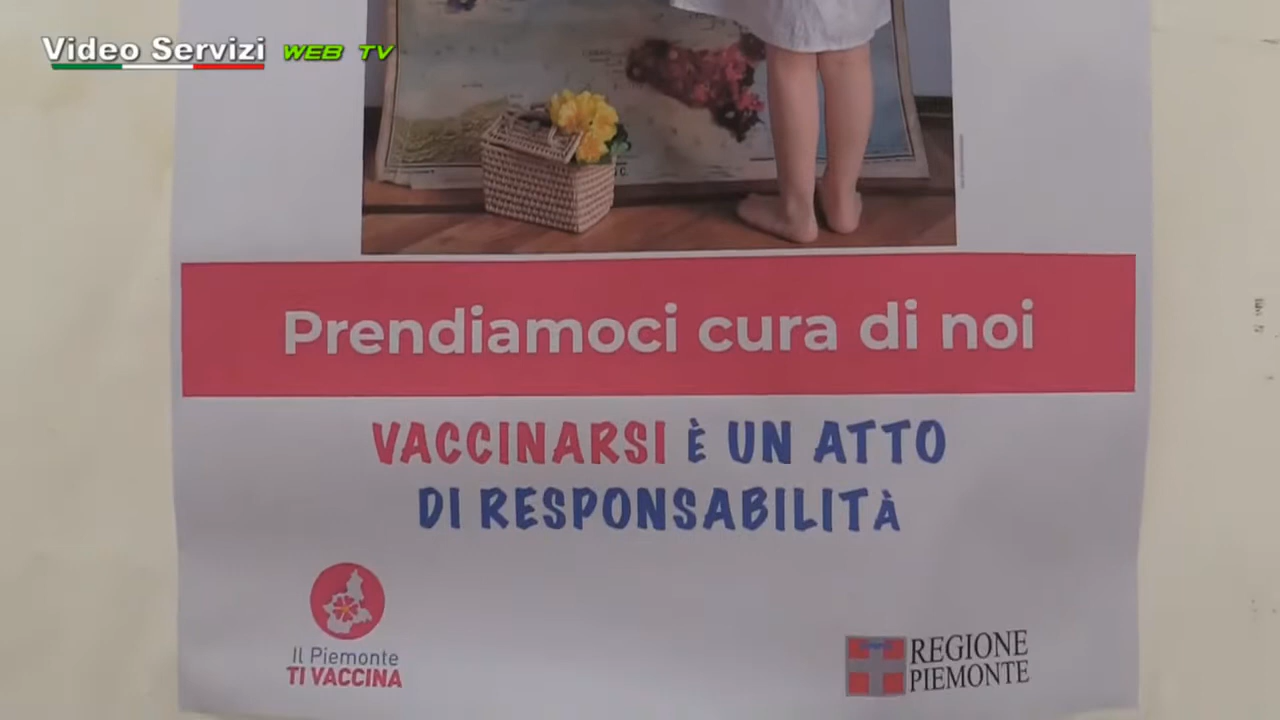 Video Servizi WEB TV
Prendiamoci cura di noi
VACCINARSI È UN ATTO
DI RESPONSABILITÀ
Il Piemonte
TI VACCINA
REGIONE
PIEMONTE